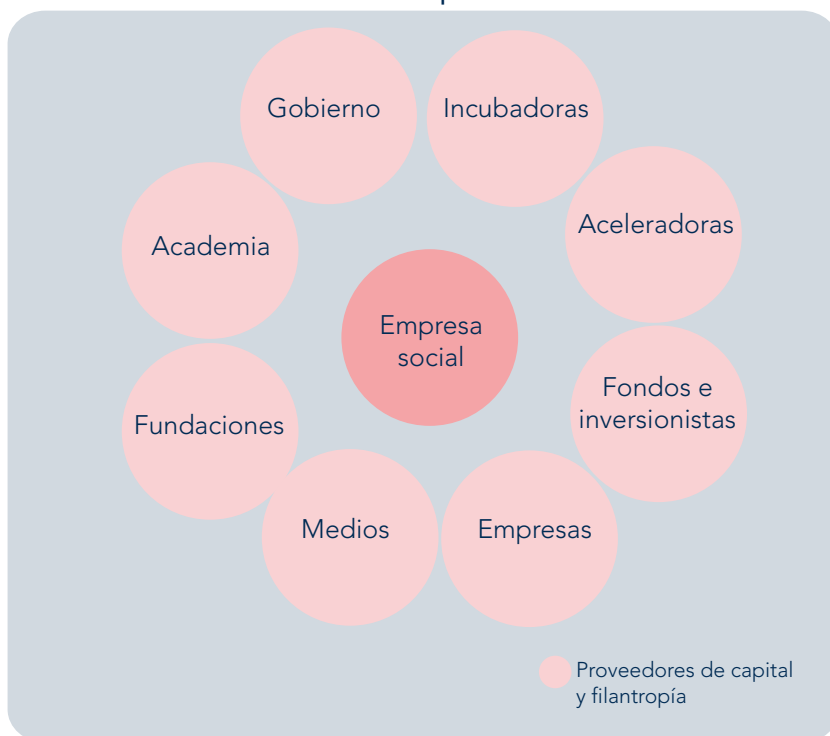 Gobierno
Incubadoras
Academia
Aceleradoras
Empresa
social
Fundaciones
Fondos e
inversionistas
Medios
Empresas
Proveedores de capital
y filantropía